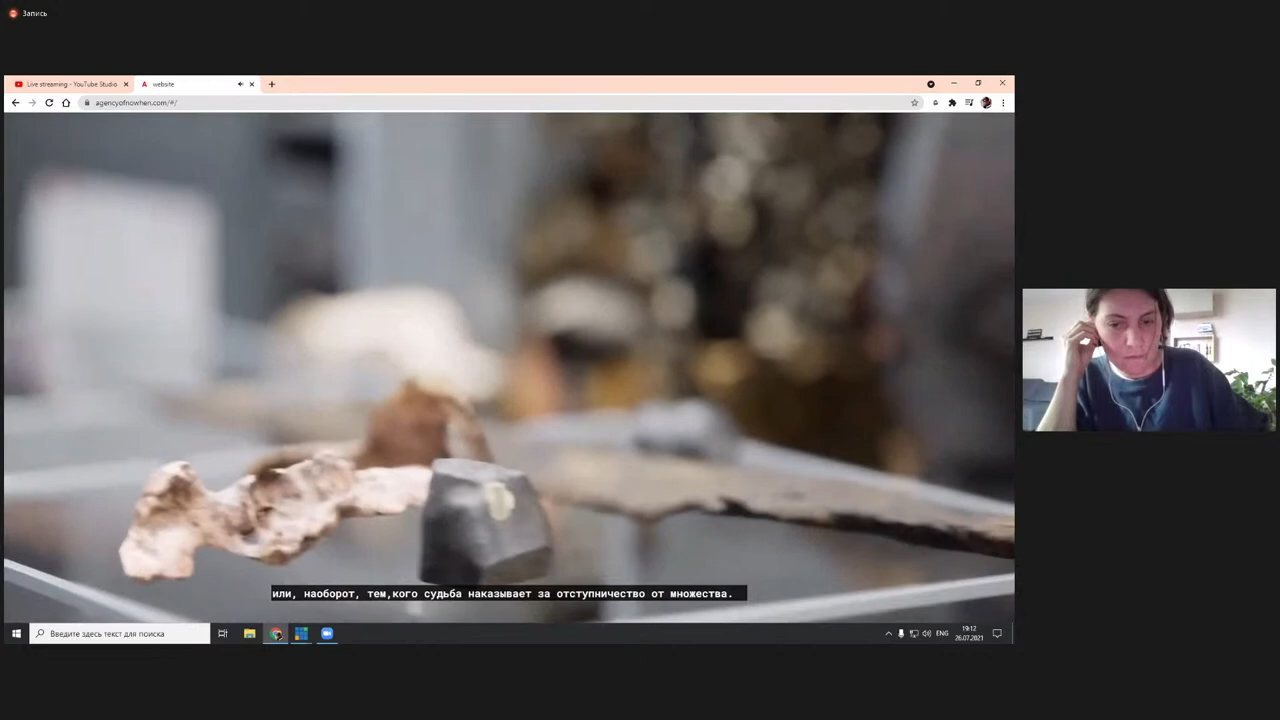 Запись
Live streaming - YouTube Studio
website
agencyofnowhen.com/#/
или, наоборот, тем,кого судьба наказывает за отступничество от множества.
Введите здесь текст для поиска
ENG
19:12
26.07.2021